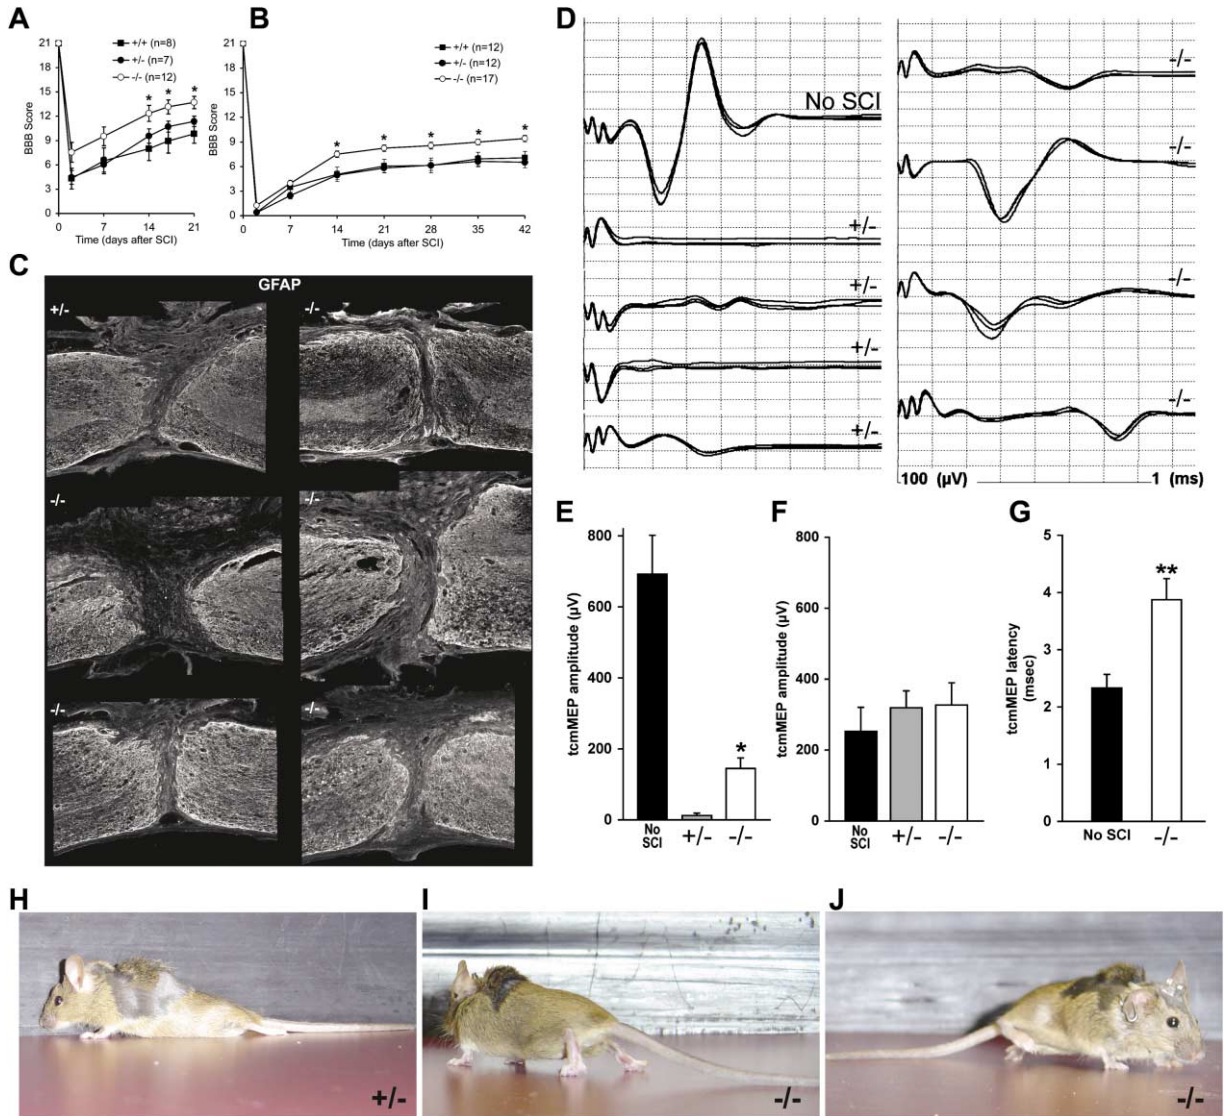 A
B
D
21
18
15
12
9
6
3
0
BBB Score
+/+ (n=8)
+/- (n=7)
-/- (n=12)
* * *
0 7 14 21
Time (days after SCI)
21
18
15
12
9
6
3
0
BBB Score
+/+ (n=12)
+/- (n=12)
-/- (n=17)
* * * * *
0 7 14 21 28 35 42
Time (days after SCI)
No SCI
+/-
+/-
+/-
+/-
-/-
-/-
-/-
-/-
100 (μV) 1 (ms)
C
GFAP
+/- -/-
-/- -/-
-/- -/-
E
800
600
400
200
0
tcmMEP amplitude (μV)
*
No SCI +/- -/-
F
800
600
400
200
0
tcmMEP amplitude (μV)
No SCI +/- -/-
G
5
4
3
2
1
0
tcmMEP latency
(msec)
**
No SCI -/-
H
+/-
I
-/-
J
-/-